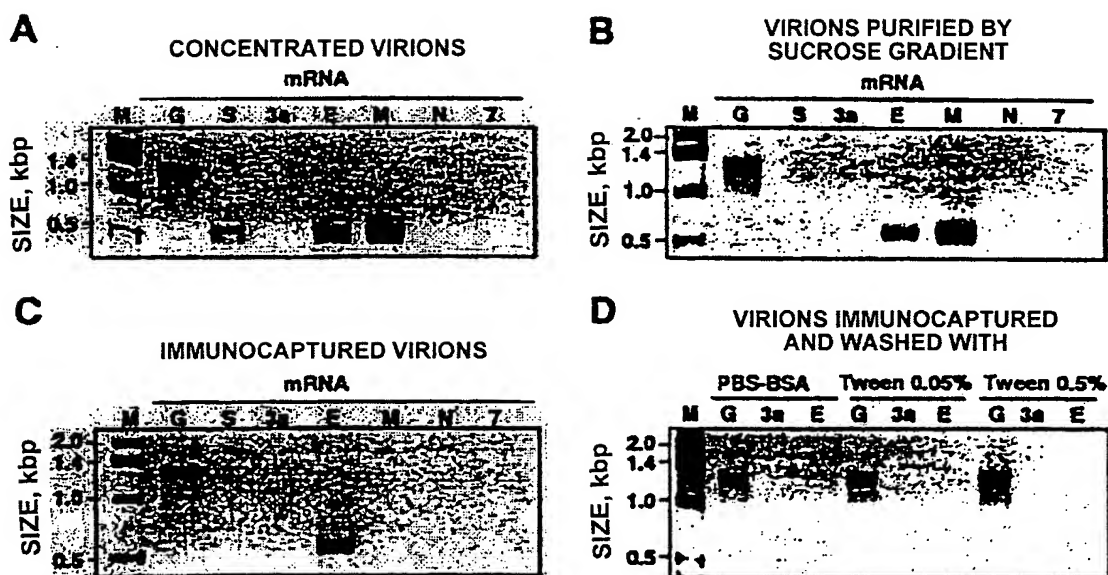 A
CONCENTRATED VIRIONS
mRNA
M G S 3a E M N 7
SIZE, kbp
1.4
1.0
0.5
B
VIRIONS PURIFIED BY
SUCROSE GRADIENT
mRNA
M G S 3a E M N 7
SIZE, kbp
2.0
1.4
1.0
0.5
C
IMMUNOCAPTURED VIRIONS
mRNA
M G S 3a E M N 7
SIZE, kbp
2.0
1.4
1.0
0.5
D
VIRIONS IMMUNOCAPTURED
AND WASHED WITH
PBS-BSA Tween 0.05% Tween 0.5%
M G 3a E G 3a E G 3a E
SIZE, kbp
2.0
1.4
1.0
0.5